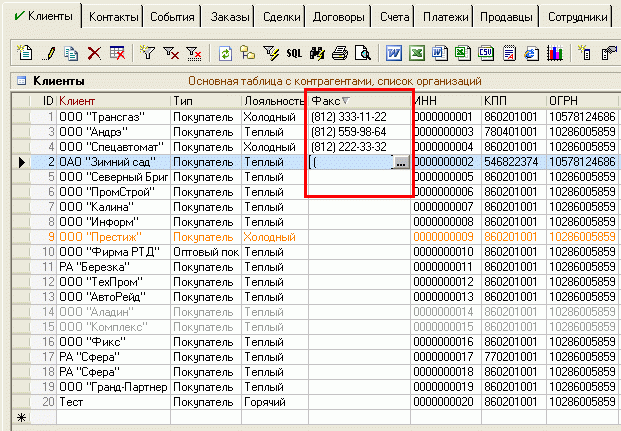 Клиенты Контакты События Заказы Сделки Договоры Счета Платежи Продавцы Сотрудники
SQL
Клиенты Основная таблица с контрагентами, список организаций
ID Клиент Тип Лояльность Факс ИНН КПП ОГРН
1 ООО "Трансгаз" Покупатель Холодный (812) 333-11-22 0000000001 860201001 10578124686
3 ООО "Андрэ" Покупатель Теплый (812) 559-98-64 0000000003 780401001 10286005859
4 ООО "Спецавтомат" Покупатель Холодный (812) 222-33-32 0000000004 860201001 10286005859
2 ОАО "Зимний сад" Покупатель Теплый ( ... 0000000002 546822374 10578124686
5 ООО "Северный Бриг Покупатель Теплый 0000000005 860201001 10286005859
6 ООО "ПромСтрой" Покупатель Теплый 0000000006 860201001 10286005859
7 ООО "Калина" Покупатель Теплый 0000000007 860201001 10286005859
8 ООО "Информ" Покупатель Теплый 0000000008 860201001 10286005859
9 ООО "Престиж" Покупатель Холодный 0000000009 860201001 10286005859
10 ООО "Фирма РТД" Оптовый пок Теплый 0000000010 860201001 10286005859
11 РА "Березка" Покупатель Теплый 0000000011 860201001 10286005859
12 ООО "ТехПром" Покупатель Теплый 0000000012 860201001 10286005859
13 ООО "АвтоРейд" Покупатель Теплый 0000000013 860201001 10286005859
14 ООО "Аладин" Покупатель Теплый 0000000014 860201001 10286005859
15 ООО "Комплекс" Покупатель Теплый 0000000015 860201001 10286005859
16 ООО "Фикс" Покупатель Теплый 0000000016 860201001 10286005859
17 РА "Сфера" Покупатель Теплый 0000000017 770201001 10286005859
18 РА "Сфера" Покупатель Теплый 0000000018 860201001 10286005859
19 ООО "Гранд-Партнер Покупатель Теплый 0000000019 860201001 10286005859
20 Тест Покупатель Горячий 0000000020 860201001 10286005859